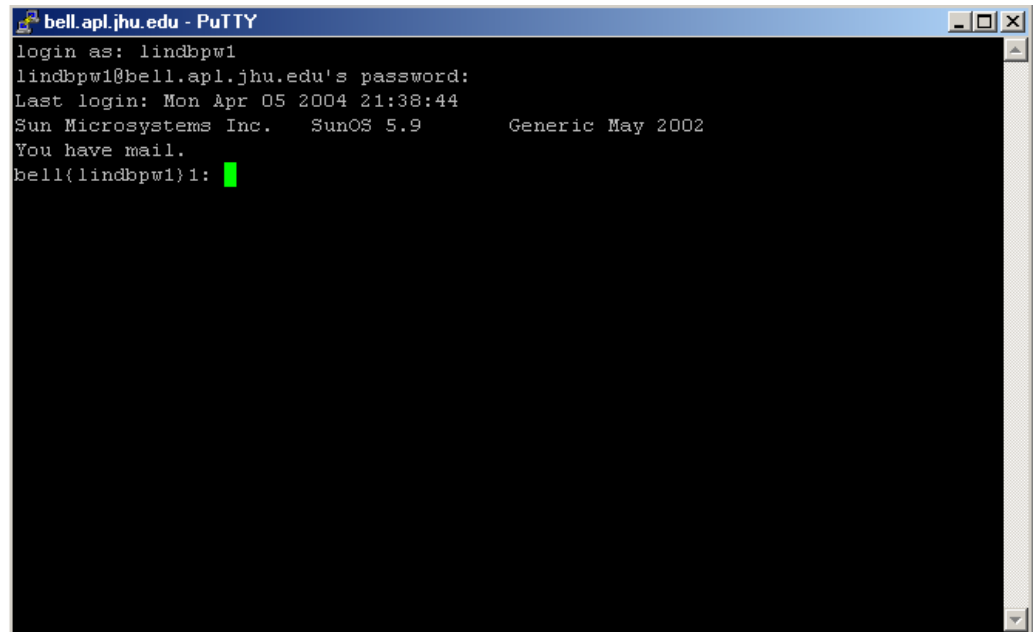 bell.apl.jhu.edu - PuTTY
login as: lindbpw1
lindbpw1@bell.apl.jhu.edu's password:
Last login: Mon Apr 05 2004 21:38:44
Sun Microsystems Inc.   SunOS 5.9       Generic May 2002
You have mail.
bell{lindbpw1}1: